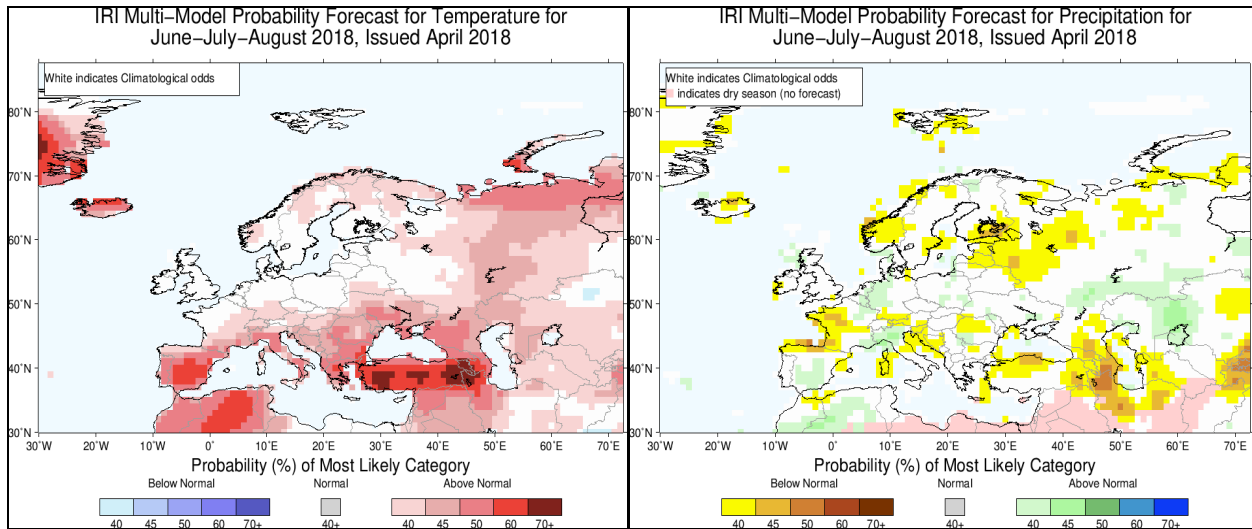 IRI Multi-Model Probability Forecast for Temperature for
June-July-August 2018, Issued April 2018
White indicates Climatological odds
80°N
70°N
60°N
50°N
40°N
30°N
30°W 20°W 10°W 0° 10°E 20°E 30°E 40°E 50°E 60°E 70°E
Probability (%) of Most Likely Category
Below Normal Normal Above Normal
40 45 50 60 70+ 40+ 40 45 50 60 70+
IRI Multi-Model Probability Forecast for Precipitation for
June-July-August 2018, Issued April 2018
White indicates Climatological odds
indicates dry season (no forecast)
80°N
70°N
60°N
50°N
40°N
30°N
30°W 20°W 10°W 0° 10°E 20°E 30°E 40°E 50°E 60°E 70°E
Probability (%) of Most Likely Category
Below Normal Normal Above Normal
40 45 50 60 70+ 40+ 40 45 50 60 70+